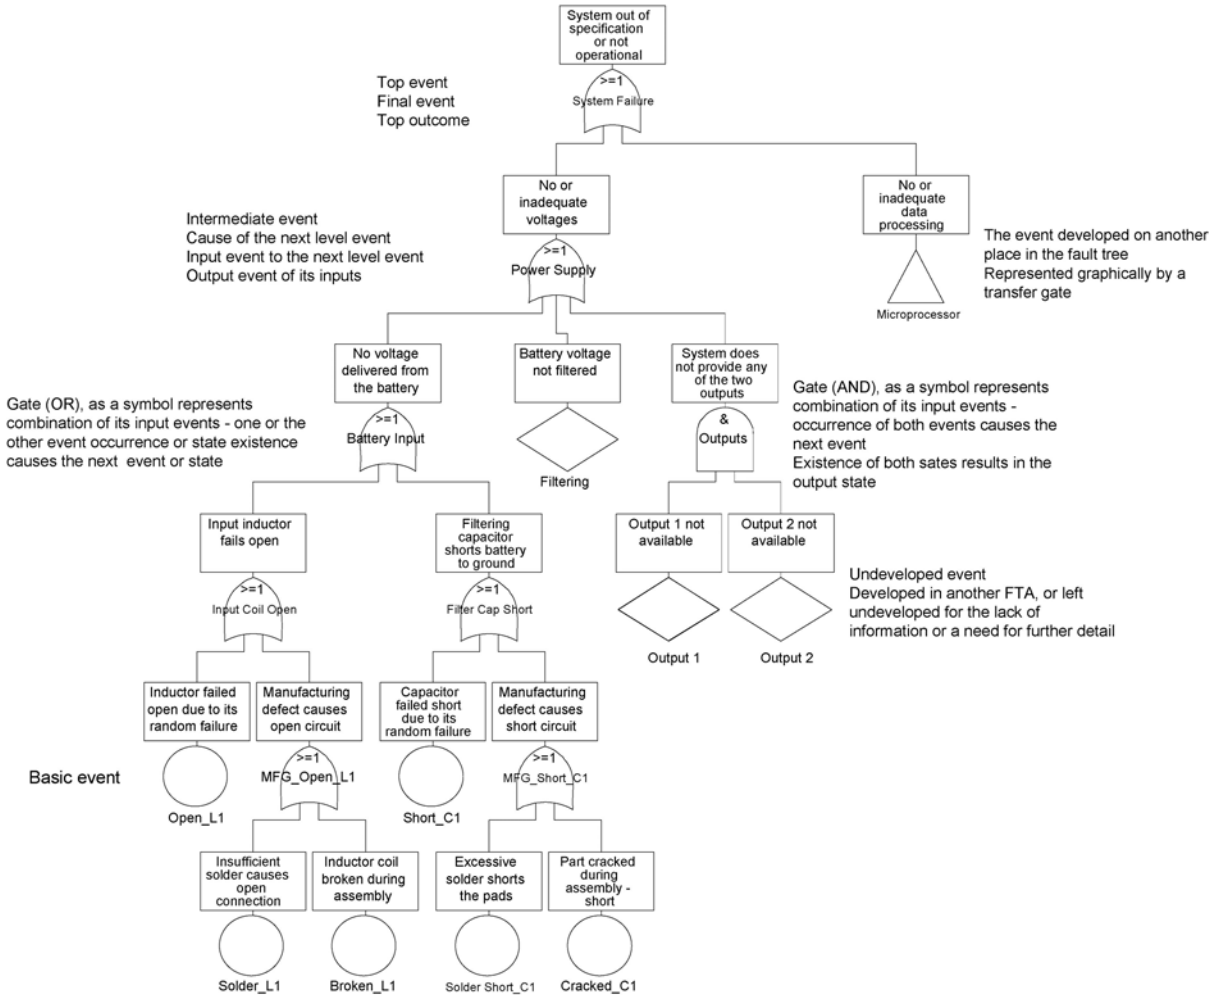 System out of
specification
or not
operational
>=1
System Failure
Top event
Final event
Top outcome
No or
inadequate
voltages
No or
inadequate
data
processing
Intermediate event
Cause of the next level event
Input event to the next level event
Output event of its inputs
>=1
Power Supply
The event developed on another
place in the fault tree
Represented graphically by a
transfer gate
Microprocessor
No voltage
delivered from
the battery
Battery voltage
not filtered
System does
not provide any
of the two
outputs
Gate (OR), as a symbol represents
combination of its input events - one or the
other event occurrence or state existence
causes the next event or state
>=1
Battery Input
Filtering
&
Outputs
Gate (AND), as a symbol represents
combination of its input events -
occurrence of both events causes the
next event
Existence of both sates results in the
output state
Input inductor
fails open
Filtering
capacitor
shorts battery
to ground
Output 1 not
available
Output 2 not
available
>=1
Input Coil Open
>=1
Filter Cap Short
Output 1
Output 2
Undeveloped event
Developed in another FTA, or left
undeveloped for the lack of
information or a need for further detail
Inductor failed
open due to its
random failure
Manufacturing
defect causes
open circuit
Capacitor
failed short
due to its
random failure
Manufacturing
defect causes
short circuit
Basic event
Open_L1
>=1
MFG_Open_L1
Short_C1
>=1
MFG_Short_C1
Insufficient
solder causes
open
connection
Inductor coil
broken during
assembly
Excessive
solder shorts
the pads
Part cracked
during
assembly -
short
Solder_L1
Broken_L1
Solder Short_C1
Cracked_C1